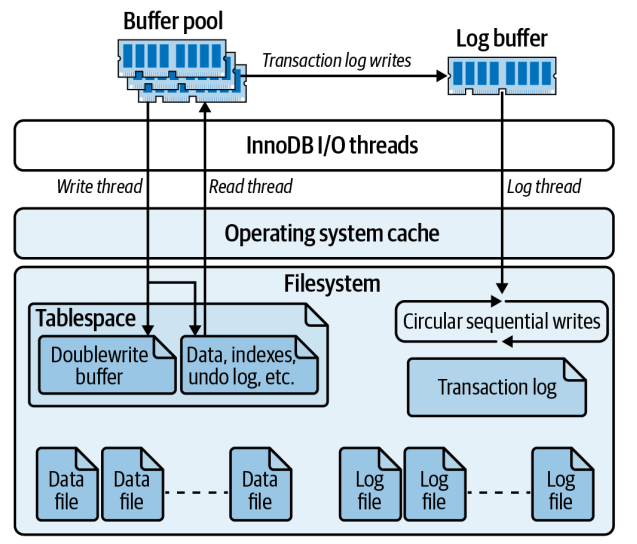 Buffer pool
Log buffer
Transaction log writes
InnoDB I/O threads
Write thread
Read thread
Log thread
Operating system cache
Filesystem
Tablespace
Doublewrite
buffer
Data, indexes,
undo log, etc.
Circular sequential writes
Transaction log
Data
file
Data
file
Data
file
Log
file
Log
file
Log
file